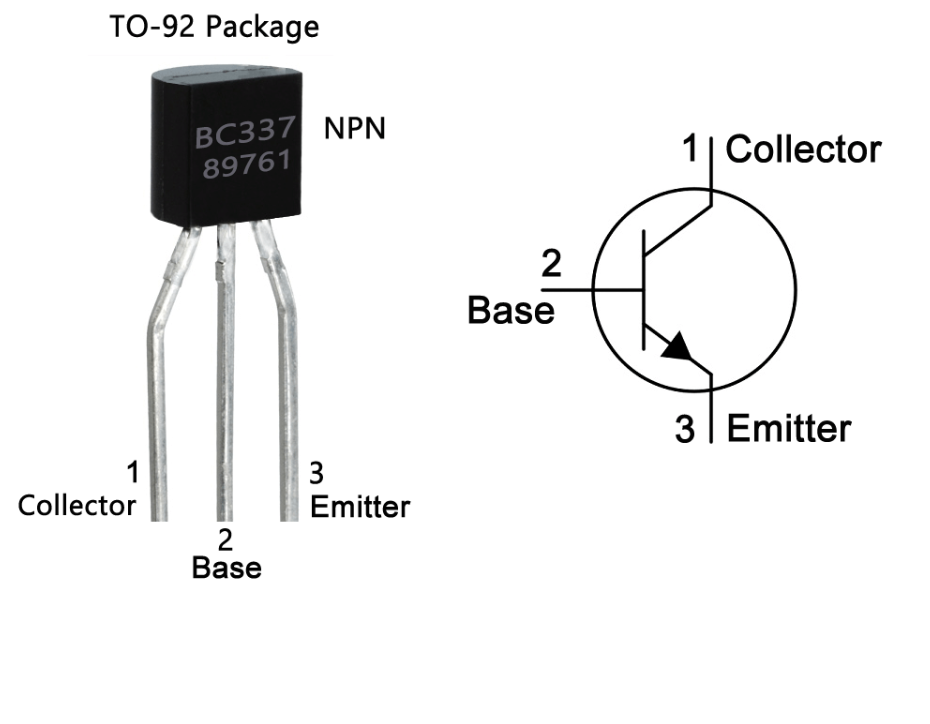 TO-92 Package
BC337
89761
NPN
1
Collector
2
Base
3
Emitter
1 Collector
2
Base
3 Emitter